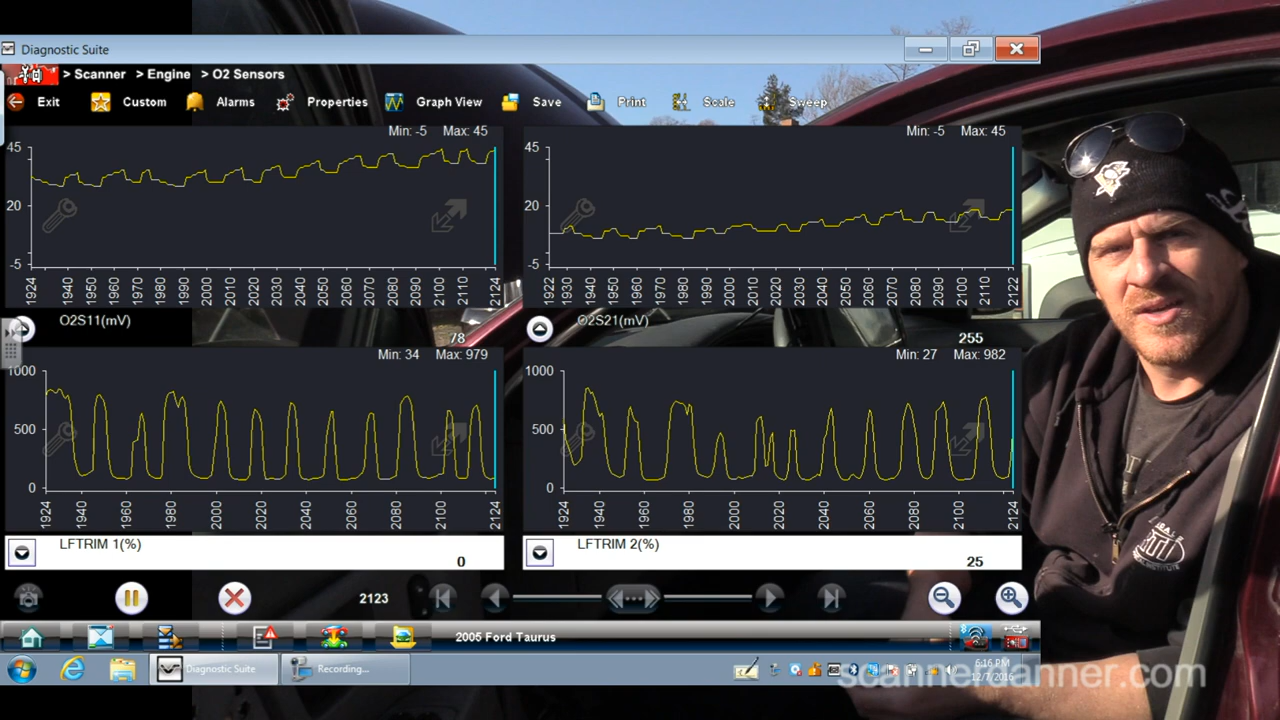 Diagnostic Suite
> Scanner > Engine > O2 Sensors
Exit Custom Alarms Properties Graph View Save Print Scale Sweep
Min: -5 Max: 45
45
20
-5
1924 1940 1950 1960 1970 1980 1990 2000 2010 2020 2030 2040 2050 2060 2070 2080 2090 2100 2110 2124
Min: -5 Max: 45
45
20
-5
1922 1930 1940 1950 1960 1970 1980 1990 2000 2010 2020 2030 2040 2050 2060 2070 2080 2090 2100 2110 2122
O2S11(mV) 78
Min: 34 Max: 979
1000
500
0
1924 1940 1960 1980 2000 2020 2040 2060 2080 2100 2124
O2S21(mV) 255
Min: 27 Max: 982
1000
500
0
1924 1940 1960 1980 2000 2020 2040 2060 2080 2100 2124
LFTRIM 1(%) 0
LFTRIM 2(%) 25
2123
2005 Ford Taurus
Diagnostic Suite
Recording...
6:16 PM
12/7/2016
scannerdanner.com